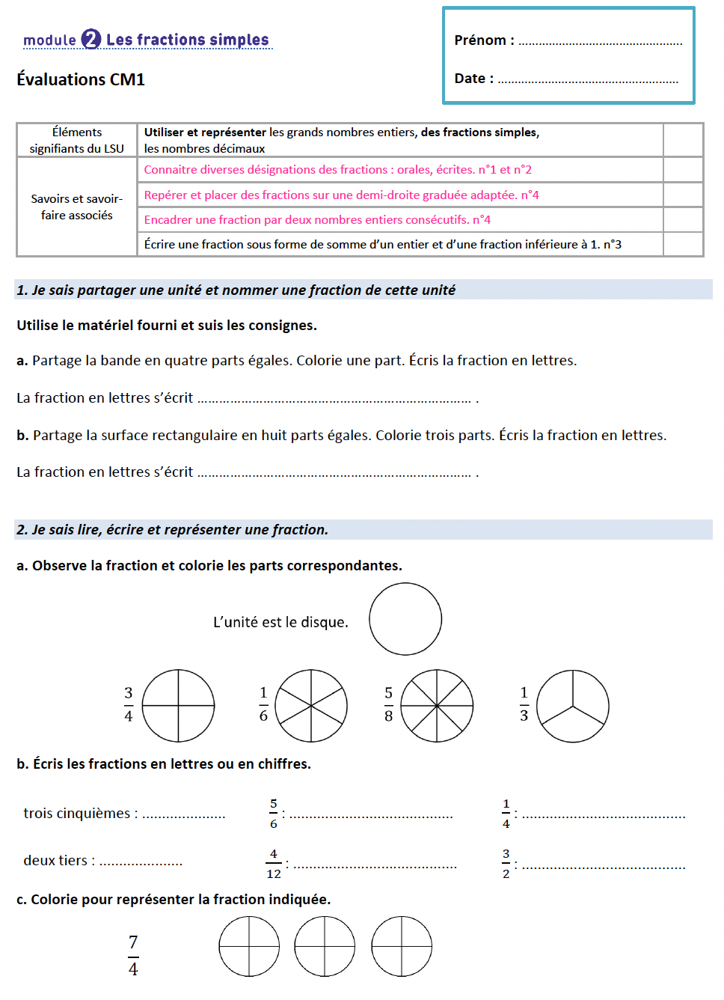 module 2 Les fractions simples
Prénom : ................................................
Évaluations CM1
Date : .....................................................
Éléments signifiants du LSU
Utiliser et représenter les grands nombres entiers, des fractions simples,
les nombres décimaux
Savoirs et savoir-faire associés
Connaitre diverses désignations des fractions : orales, écrites. n°1 et n°2
Repérer et placer des fractions sur une demi-droite graduée adaptée. n°4
Encadrer une fraction par deux nombres entiers consécutifs. n°4
Écrire une fraction sous forme de somme d’un entier et d’une fraction inférieure à 1. n°3
1. Je sais partager une unité et nommer une fraction de cette unité
Utilise le matériel fourni et suis les consignes.
a. Partage la bande en quatre parts égales. Colorie une part. Écris la fraction en lettres.
La fraction en lettres s’écrit ………………………………………………………………… .
b. Partage la surface rectangulaire en huit parts égales. Colorie trois parts. Écris la fraction en lettres.
La fraction en lettres s’écrit ………………………………………………………………… .
2. Je sais lire, écrire et représenter une fraction.
a. Observe la fraction et colorie les parts correspondantes.
L’unité est le disque.
3/4 1/6 5/8 1/3
b. Écris les fractions en lettres ou en chiffres.
trois cinquièmes : ..................... 5/6 : ......................................... 1/4 : .........................................
deux tiers : ..................... 4/12 : ......................................... 3/2 : .........................................
c. Colorie pour représenter la fraction indiquée.
7/4